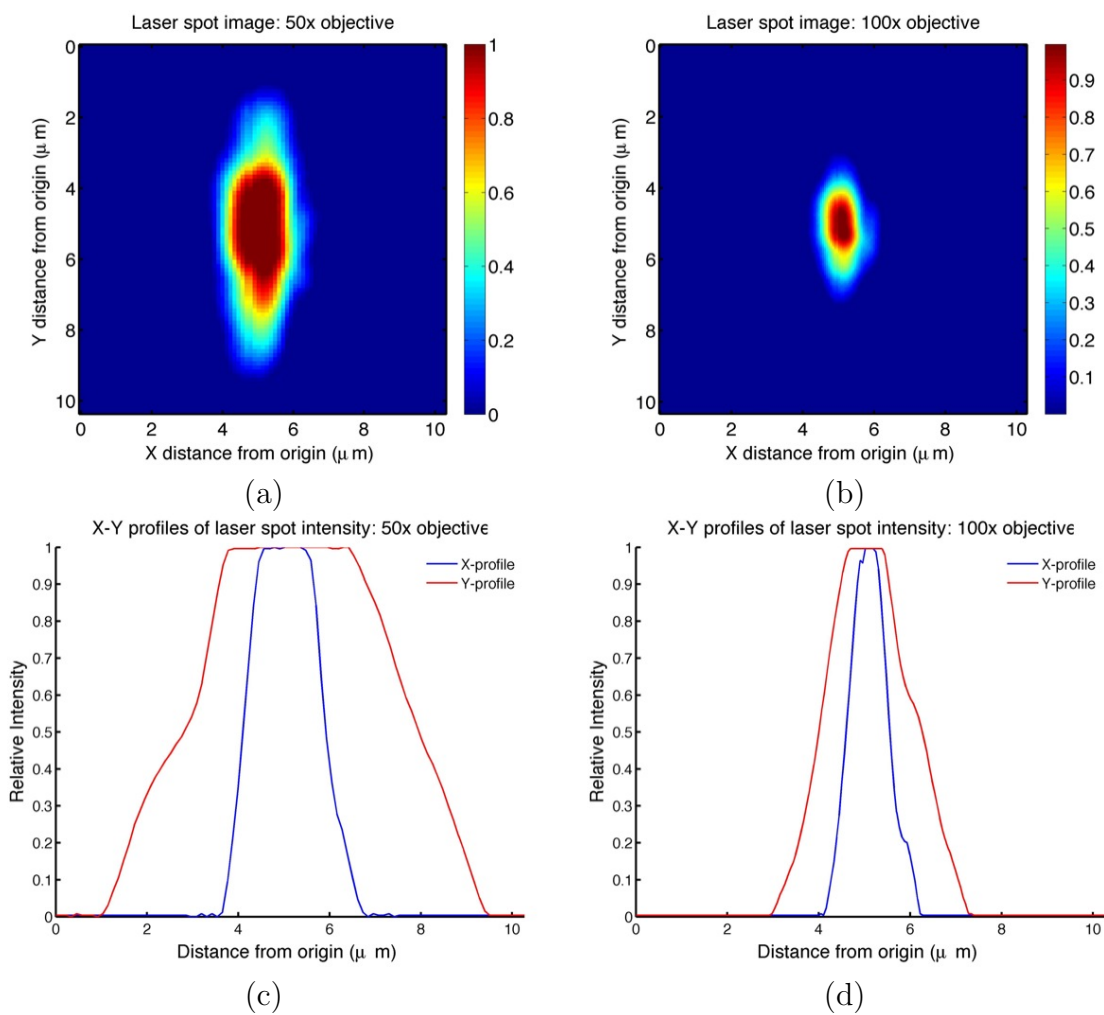 Laser spot image: 50x objective
0
2
4
6
8
10
Y distance from origin (μ m)
0 2 4 6 8 10
X distance from origin (μ m)
1
0.8
0.6
0.4
0.2
0
(a)
Laser spot image: 100x objective
0
2
4
6
8
10
Y distance from origin (μ m)
0 2 4 6 8 10
X distance from origin (μ m)
0.9
0.8
0.7
0.6
0.5
0.4
0.3
0.2
0.1
(b)
X-Y profiles of laser spot intensity: 50x objective
X-profile
Y-profile
1
0.9
0.8
0.7
0.6
0.5
0.4
0.3
0.2
0.1
0
Relative Intensity
0 2 4 6 8 10
Distance from origin (μ m)
(c)
X-Y profiles of laser spot intensity: 100x objective
X-profile
Y-profile
1
0.9
0.8
0.7
0.6
0.5
0.4
0.3
0.2
0.1
0
Relative Intensity
0 2 4 6 8 10
Distance from origin (μ m)
(d)